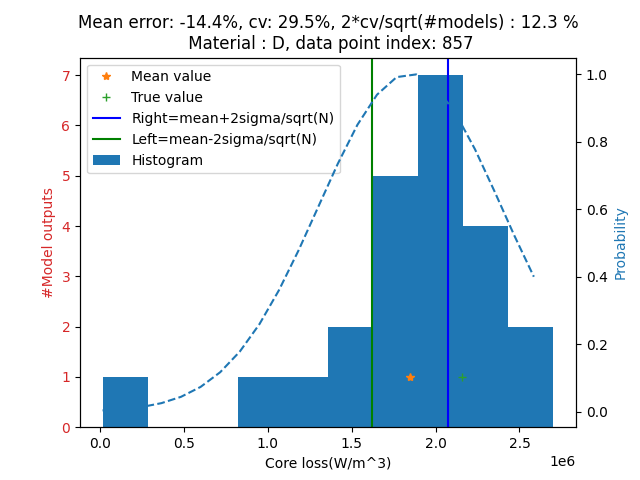 Mean error: -14.4%, cv: 29.5%, 2*cv/sqrt(#models) : 12.3 %
Material : D, data point index: 857
Mean value
True value
Right=mean+2sigma/sqrt(N)
Left=mean-2sigma/sqrt(N)
Histogram
#Model outputs
7
6
5
4
3
2
1
0
1.0
0.8
0.6
0.4
0.2
0.0
Probability
0.0 0.5 1.0 1.5 2.0 2.5
1e6
Core loss(W/m^3)